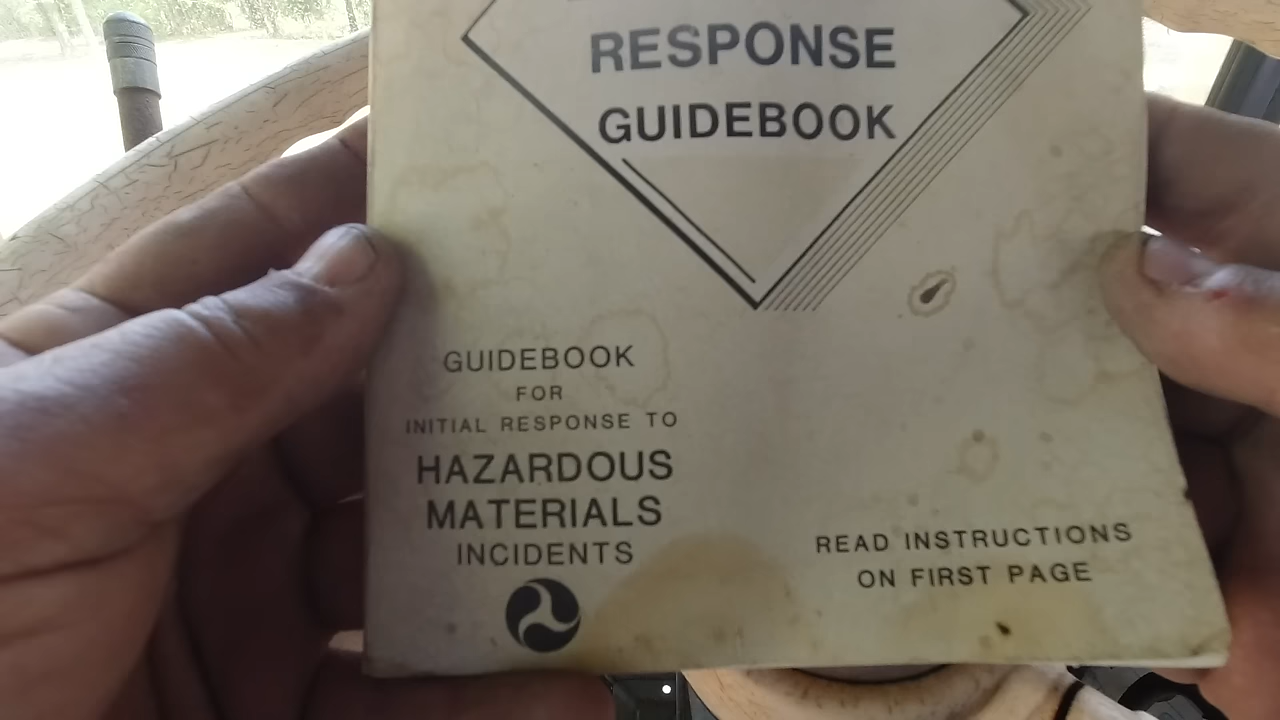 RESPONSE
GUIDEBOOK
GUIDEBOOK
FOR
INITIAL RESPONSE TO
HAZARDOUS
MATERIALS
INCIDENTS
READ INSTRUCTIONS
ON FIRST PAGE